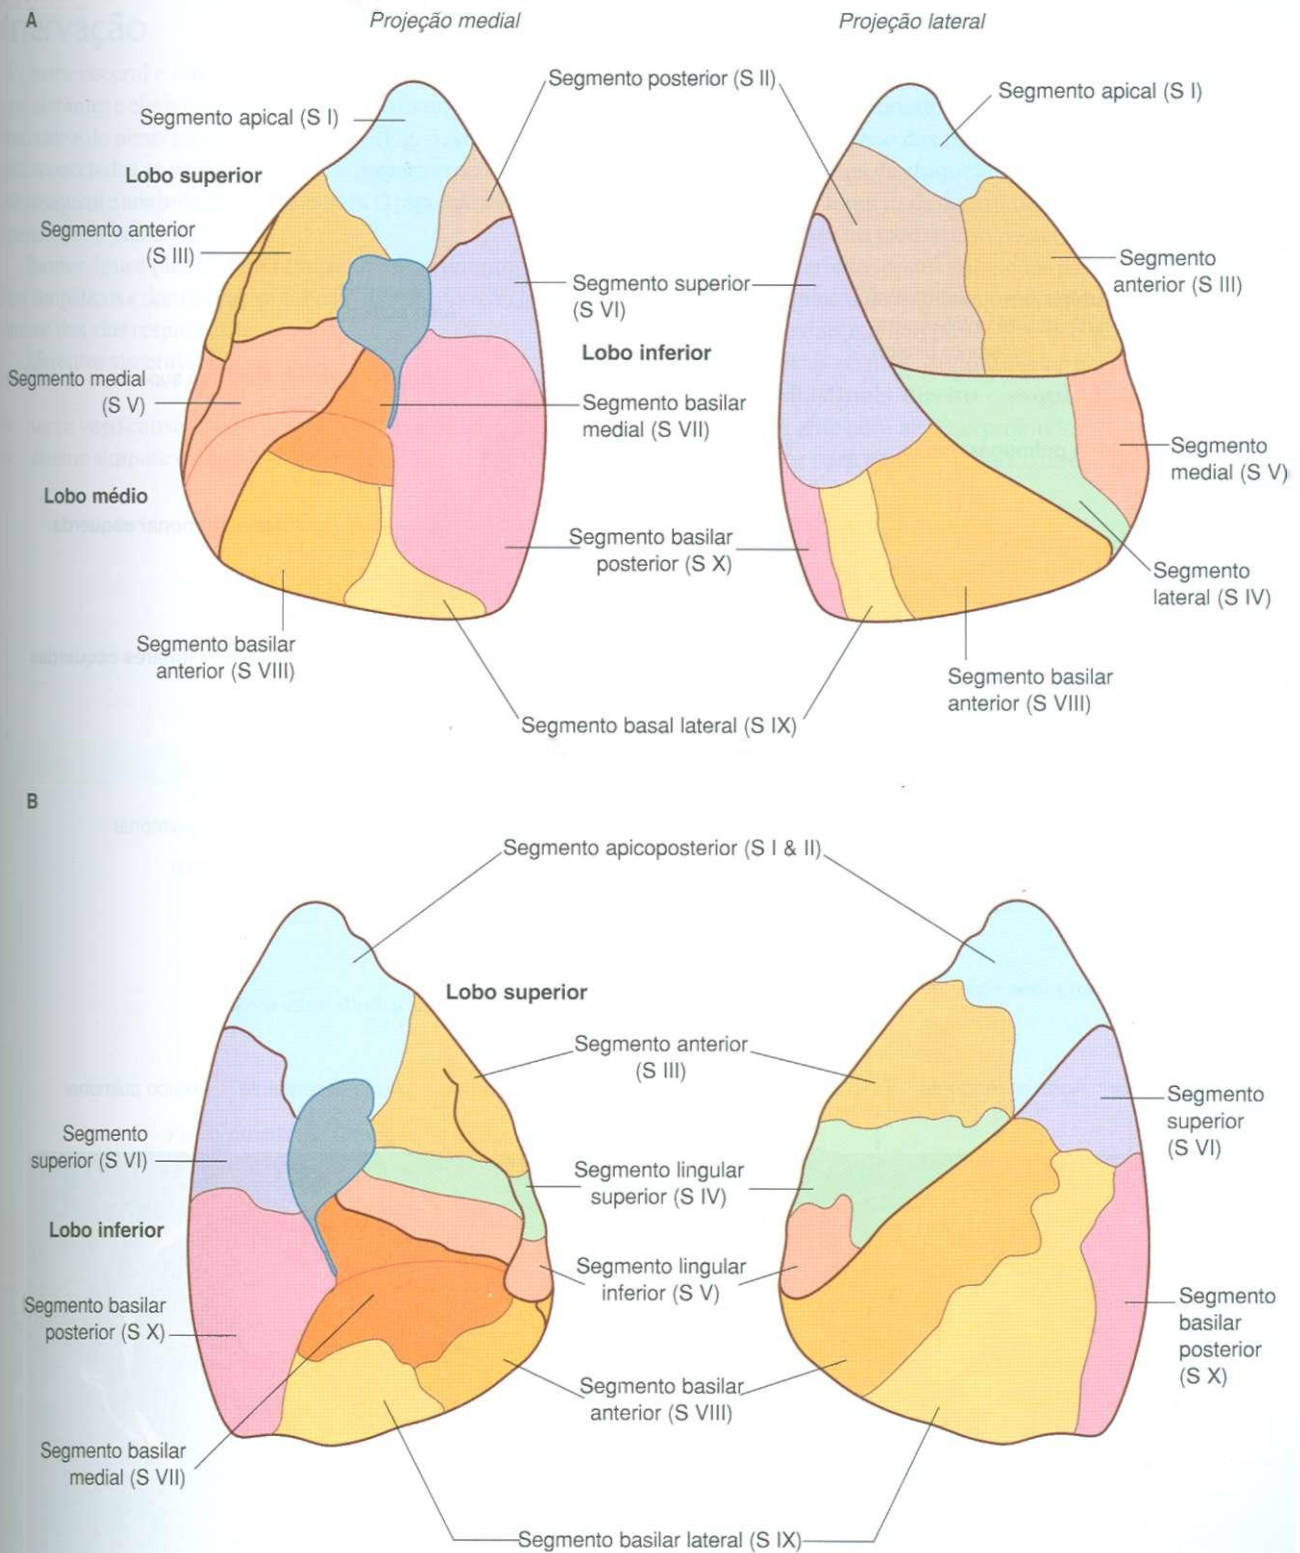 A
Projeção medial
Projeção lateral
Segmento posterior (S II)
Segmento apical (S I)
Segmento apical (S I)
Lobo superior
Segmento anterior
(S III)
Segmento
anterior (S III)
Segmento superior
(S VI)
Lobo inferior
Segmento medial
(S V)
Segmento basilar
medial (S VII)
Segmento
medial (S V)
Lobo médio
Segmento basilar
posterior (S X)
Segmento
lateral (S IV)
Segmento basilar
anterior (S VIII)
Segmento basilar
anterior (S VIII)
Segmento basal lateral (S IX)
B
Segmento apicoposterior (S I & II)
Lobo superior
Segmento anterior
(S III)
Segmento
superior
(S VI)
Segmento
superior (S VI)
Segmento lingular
superior (S IV)
Lobo inferior
Segmento lingular
inferior (S V)
Segmento basilar
posterior (S X)
Segmento
basilar
posterior
(S X)
Segmento basilar
anterior (S VIII)
Segmento basilar
medial (S VII)
Segmento basilar lateral (S IX)